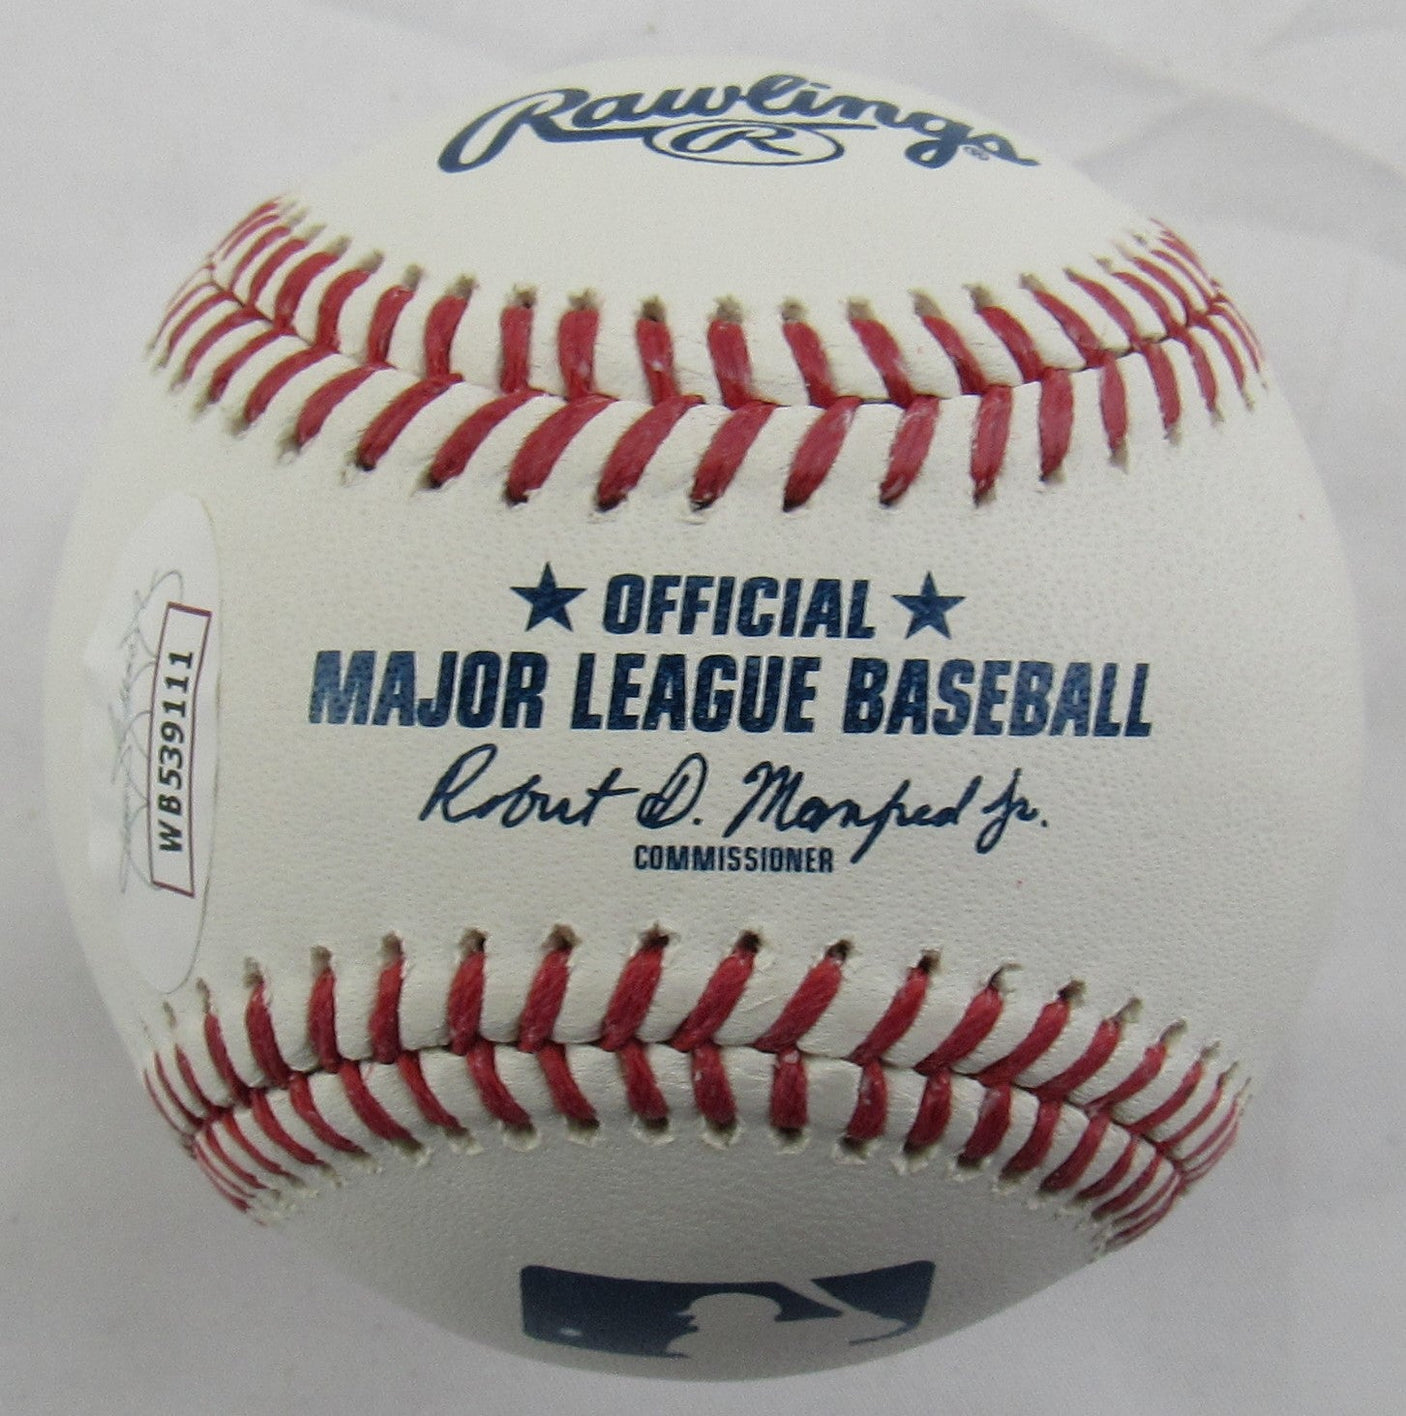 Rawlings
R ®
★ OFFICIAL ★
MAJOR LEAGUE BASEBALL
Robert D. Manfred Jr.
COMMISSIONER
WB539111